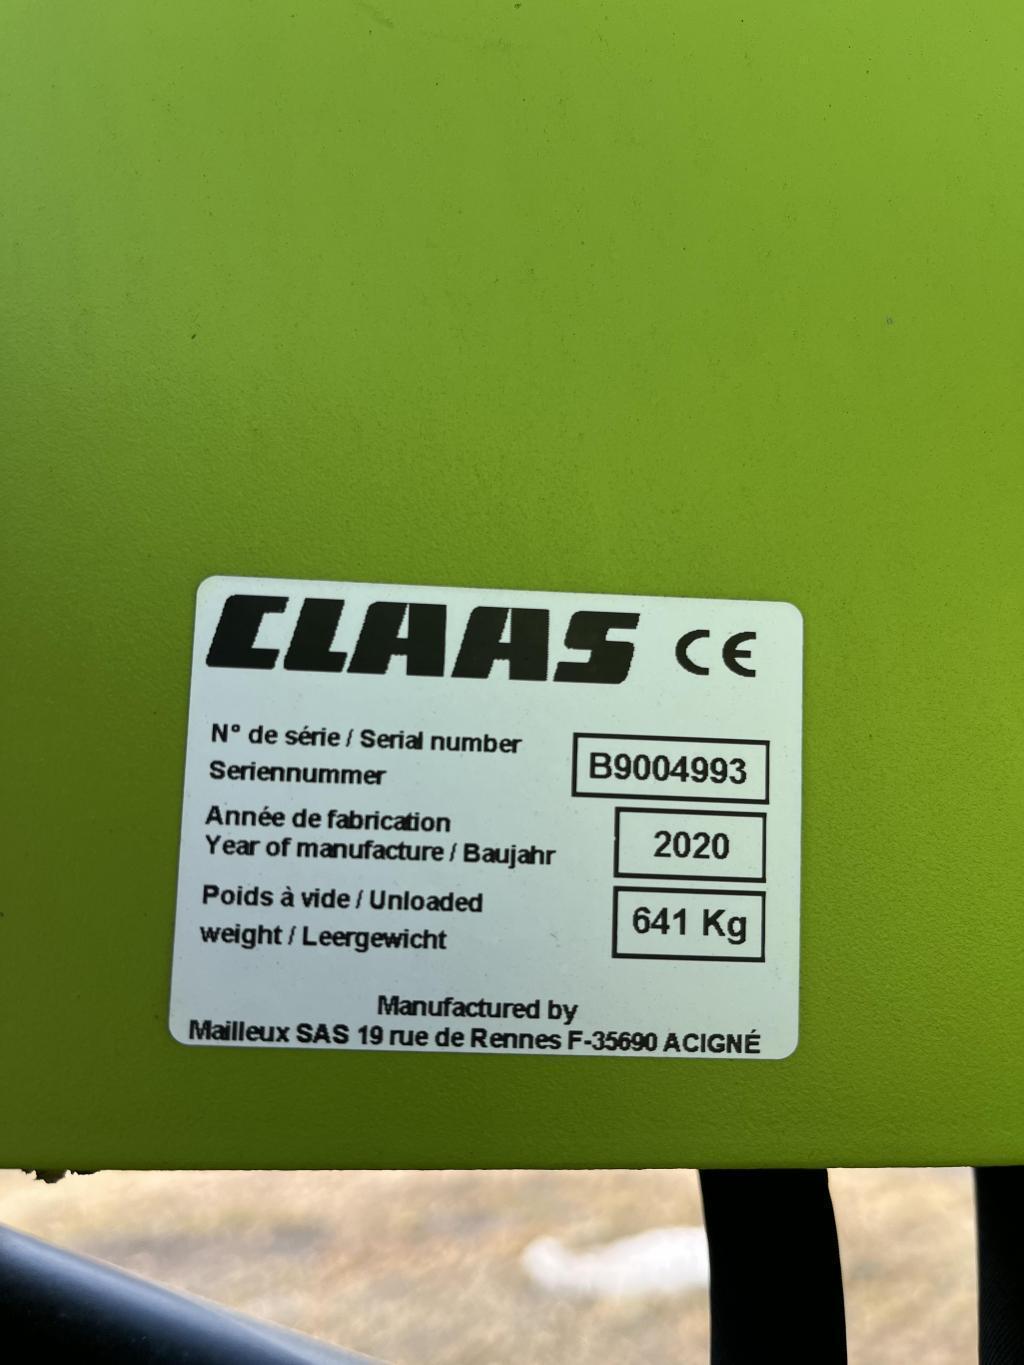 CLAAS CE
N° de série / Serial number
Seriennummer
B9004993
Année de fabrication
Year of manufacture / Baujahr
2020
Poids à vide / Unloaded
weight / Leergewicht
641 Kg
Manufactured by
Mailleux SAS 19 rue de Rennes F-35690 ACIGNÉ